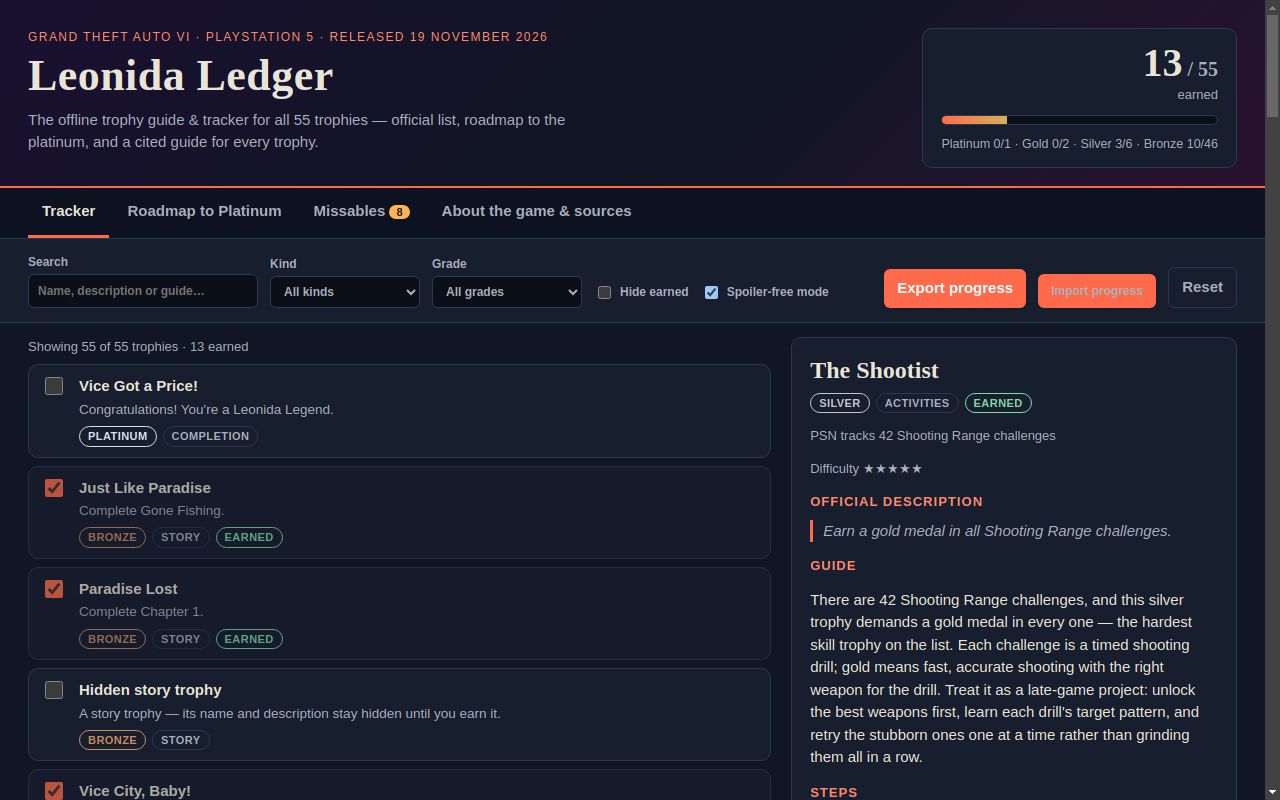 GRAND THEFT AUTO VI · PLAYSTATION 5 · RELEASED 19 NOVEMBER 2026
Leonida Ledger
The offline trophy guide & tracker for all 55 trophies — official list, roadmap to the
platinum, and a cited guide for every trophy.
13 / 55
earned
Platinum 0/1 · Gold 0/2 · Silver 3/6 · Bronze 10/46
Tracker
Roadmap to Platinum
Missables 8
About the game & sources
Search
Name, description or guide…
Kind
All kinds
Grade
All grades
Hide earned
Spoiler-free mode
Export progress
Import progress
Reset
Showing 55 of 55 trophies · 13 earned
Vice Got a Price!
Congratulations! You're a Leonida Legend.
PLATINUM COMPLETION
Just Like Paradise
Complete Gone Fishing.
BRONZE STORY EARNED
Paradise Lost
Complete Chapter 1.
BRONZE STORY EARNED
Hidden story trophy
A story trophy — its name and description stay hidden until you earn it.
BRONZE STORY
Vice City, Baby!
The Shootist
SILVER ACTIVITIES EARNED
PSN tracks 42 Shooting Range challenges
Difficulty ★★★★★
OFFICIAL DESCRIPTION
Earn a gold medal in all Shooting Range challenges.
GUIDE
There are 42 Shooting Range challenges, and this silver
trophy demands a gold medal in every one — the hardest
skill trophy on the list. Each challenge is a timed shooting
drill; gold means fast, accurate shooting with the right
weapon for the drill. Treat it as a late-game project: unlock
the best weapons first, learn each drill's target pattern, and
retry the stubborn ones one at a time rather than grinding
them all in a row.
STEPS